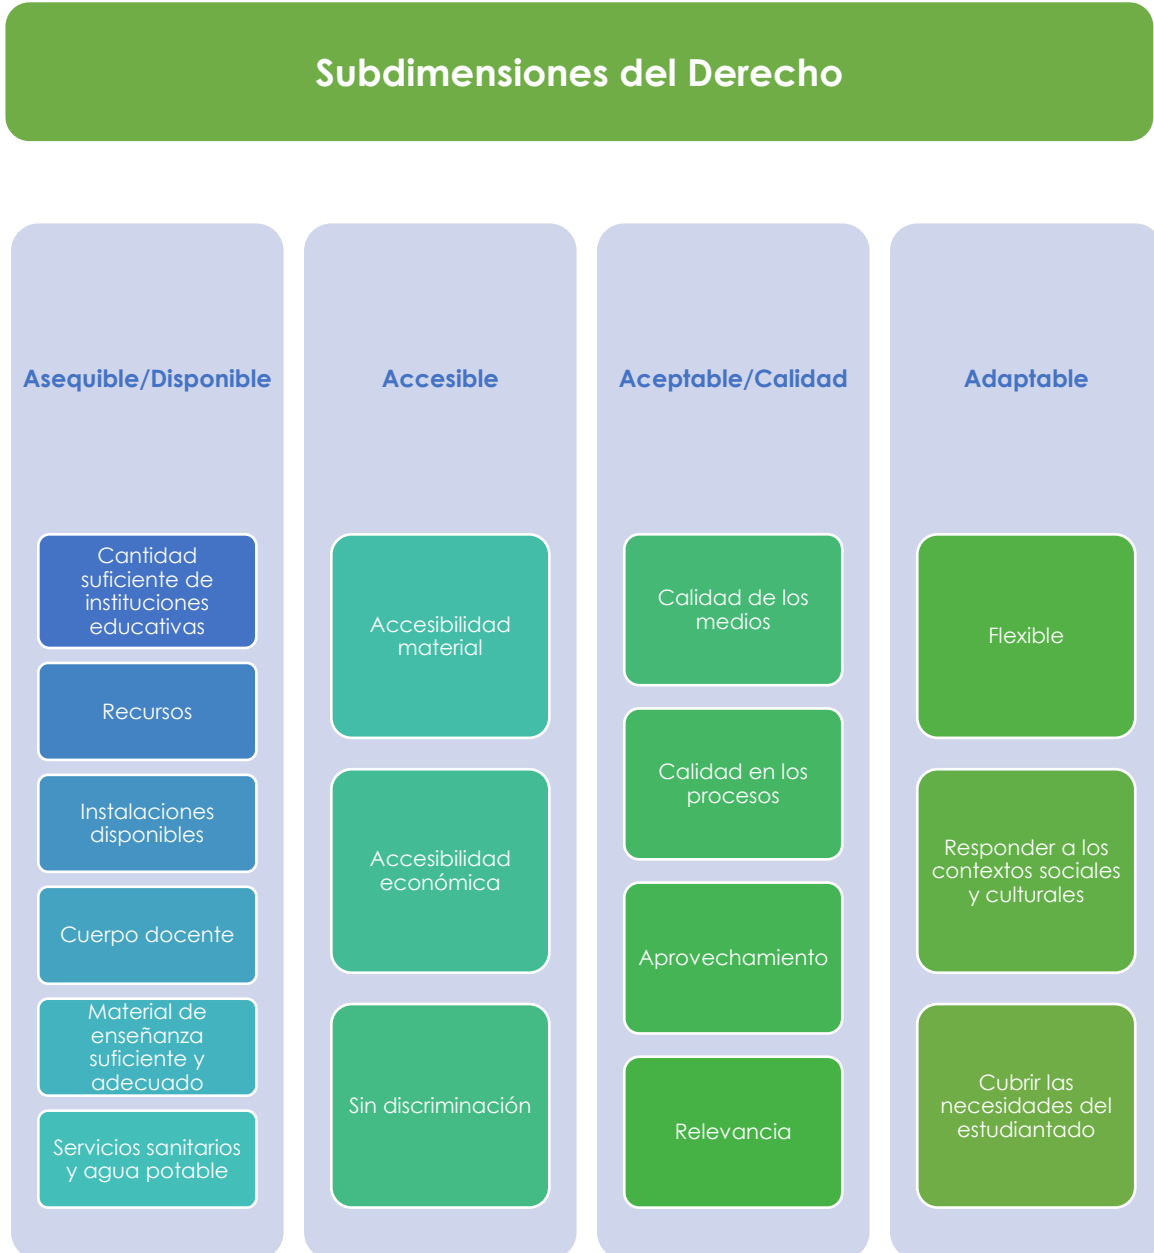 Subdimensiones del Derecho
Asequible/Disponible
Cantidad
suficiente de
instituciones
educativas
Recursos
Instalaciones
disponibles
Cuerpo docente
Material de
enseñanza
suficiente y
adecuado
Servicios sanitarios
y agua potable
Accesible
Accesibilidad
material
Accesibilidad
económica
Sin discriminación
Aceptable/Calidad
Calidad de los
medios
Calidad en los
procesos
Aprovechamiento
Relevancia
Adaptable
Flexible
Responder a los
contextos sociales
y culturales
Cubrir las
necesidades del
estudiantado